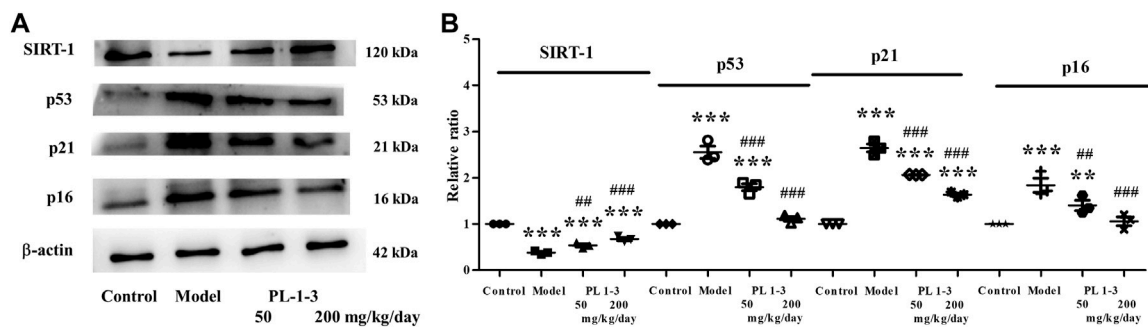 A
SIRT-1 120 kDa
p53 53 kDa
p21 21 kDa
p16 16 kDa
β-actin 42 kDa
Control Model PL-1-3
50 200 mg/kg/day
B
SIRT-1 p53 p21 p16
Relative ratio
5
4
3
2
1
0
*** ## *** ### ***
*** ### *** ###
*** ### *** ### ***
*** ## ** ###
Control Model PL 1-3 Control Model PL 1-3 Control Model PL 1-3 Control Model PL 1-3
50 200 50 200 50 200 50 200
mg/kg/day mg/kg/day mg/kg/day mg/kg/day